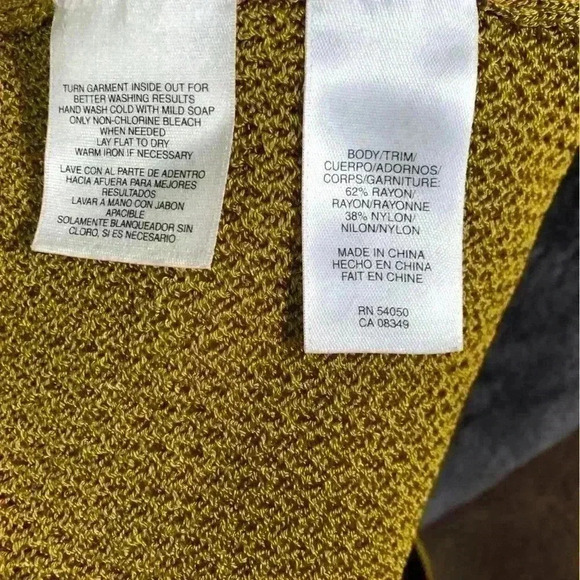 TURN GARMENT INSIDE OUT FOR
BETTER WASHING RESULTS
HAND WASH COLD WITH MILD SOAP
ONLY NON-CHLORINE BLEACH
WHEN NEEDED
LAY FLAT TO DRY
WARM IRON IF NECESSARY
LAVE CON AL PARTE DE ADENTRO
HACIA AFUERA PARA MEJORES
RESULTADOS
LAVAR A MANO CON JABON
APACIBLE
SOLAMENTE BLANQUEADOR SIN
CLORO, SI ES NECESARIO
BODY/TRIM/
CUERPO/ADORNOS/
CORPS/GARNITURE:
62% RAYON/
RAYON/RAYONNE
38% NYLON/
NILON/NYLON
MADE IN CHINA
HECHO EN CHINA
FAIT EN CHINE
RN 54050
CA 08349